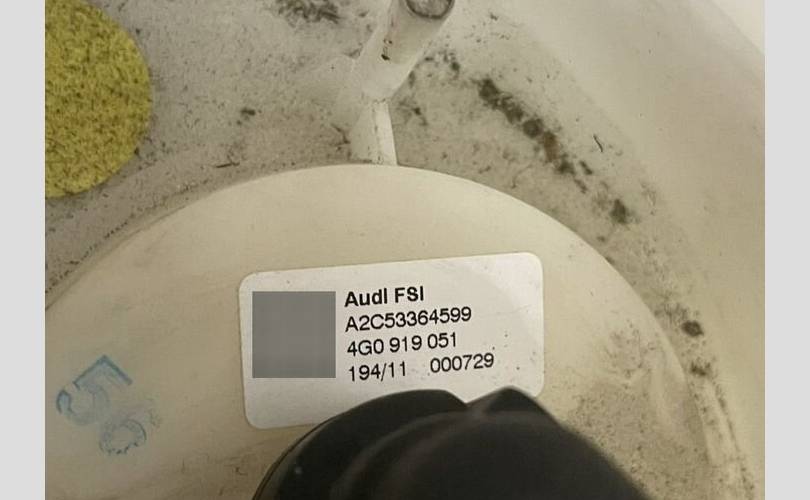 Audi FSI
A2C53364599
4G0 919 051
194/11 000729